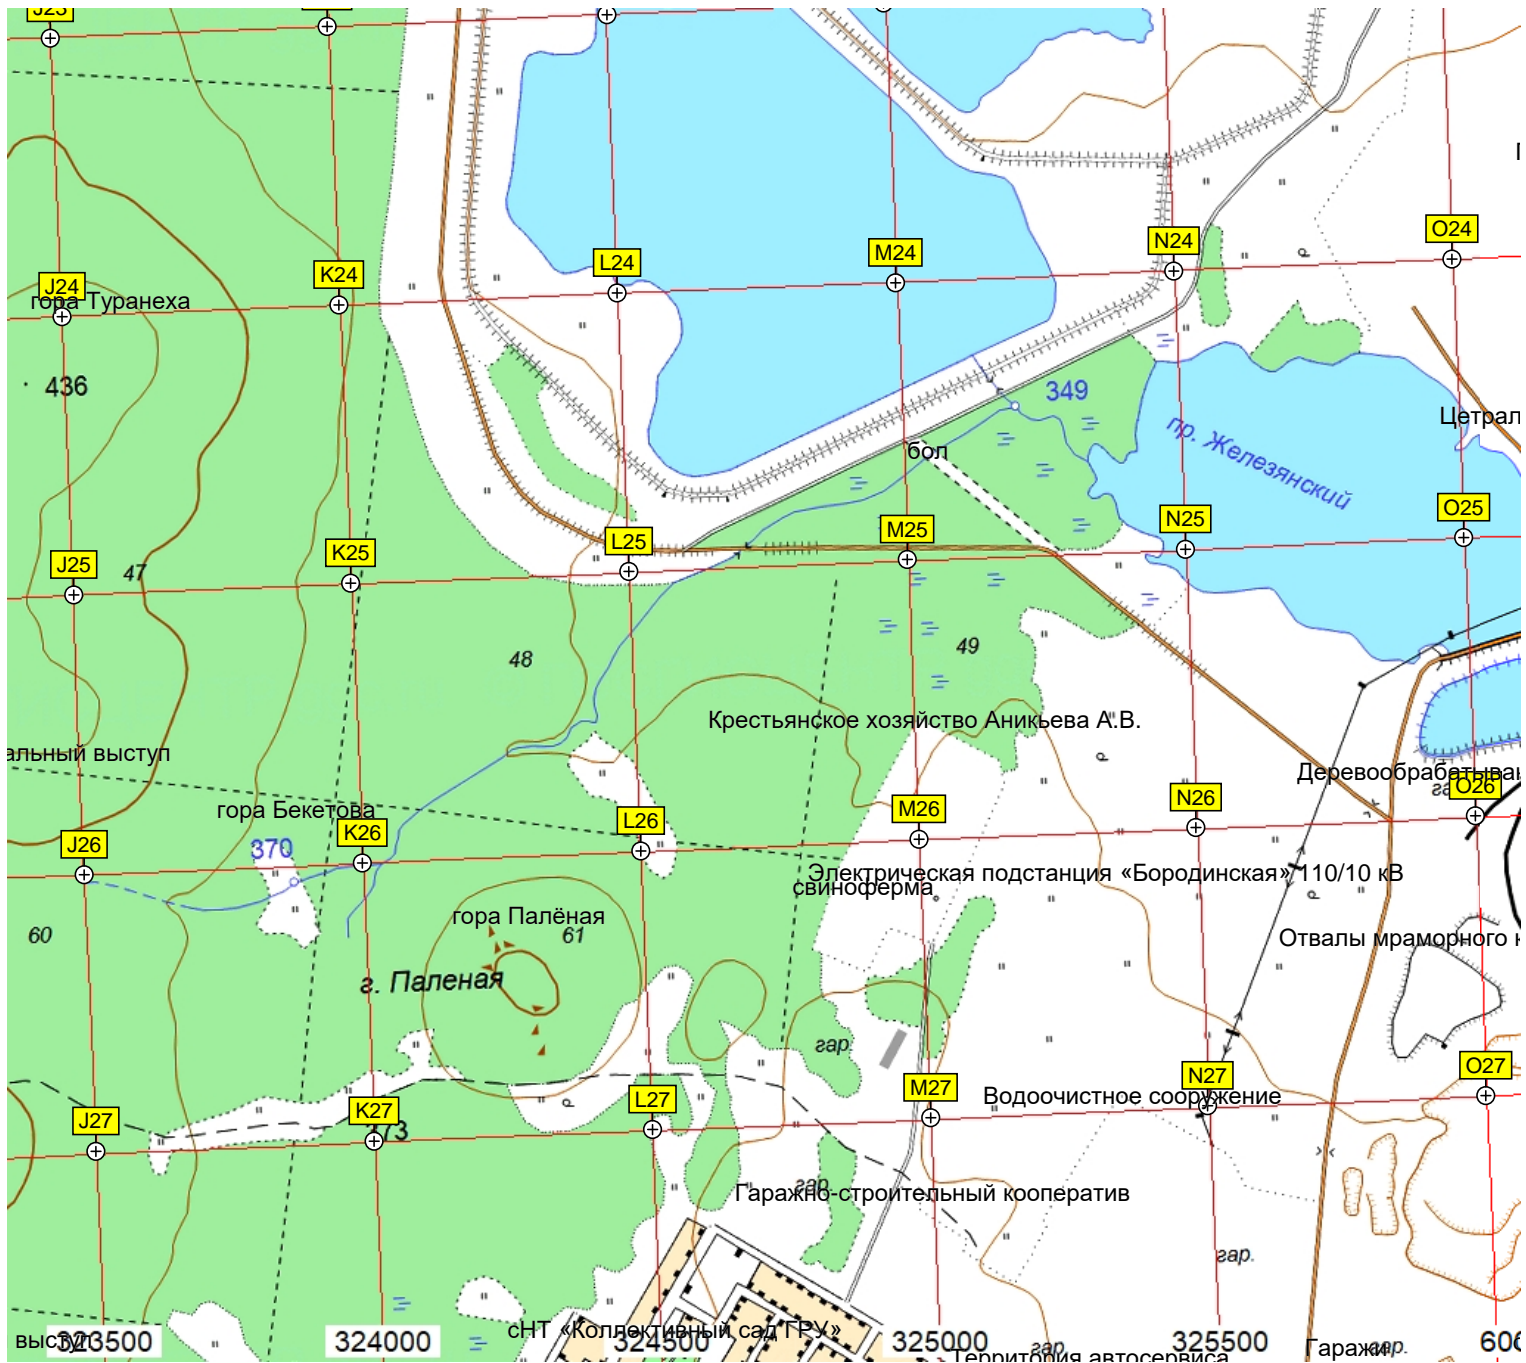 J23
L24
M24
N24
O24
K24
J24
гора Туранеха
436
349
пр. Железянский
Цетрал
бол
L25
M25
N25
O25
K25
J25
47
48
49
Крестьянское хозяйство Аникьева А.В.
альный выступ
Деревообрабатыва
гора Бекетова
J26
K26
L26
M26
N26
O26
370
Электрическая подстанция «Бородинская» 110/10 кВ
свиноферма
гора Палёная
60
61
г. Паленая
Отвалы мраморного к
гар.
J27
K27
L27
M27
N27
O27
Водоочистное сооружение
гар.
Гаражно-строительный кооператив
гар.
выступ
323500
324000
324500
325000
325500
сНТ «Коллективный сад ГРУ»
гар.
Территория автосервиса
Гаражи
гар.